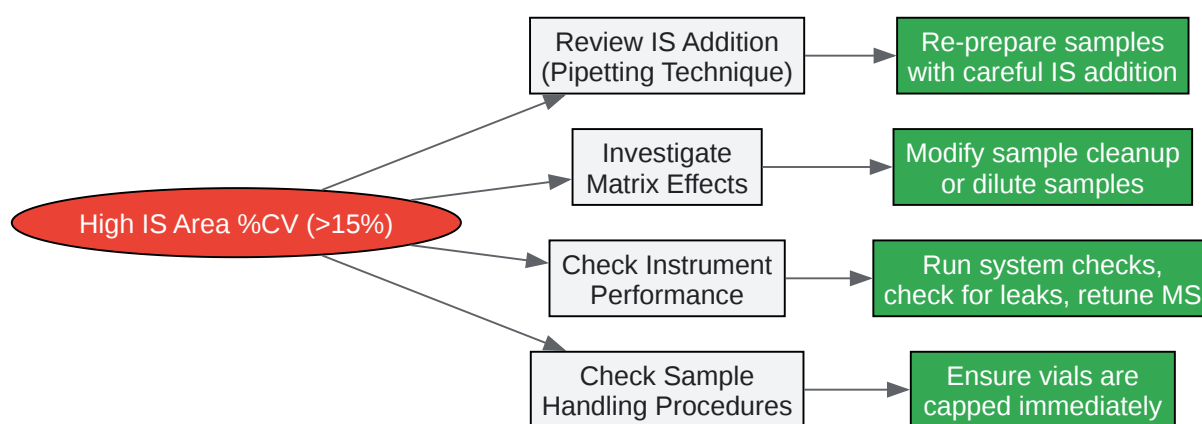 High IS Area %CV (>15%)
Review IS Addition
(Pipetting Technique)
Re-prepare samples
with careful IS addition
Investigate
Matrix Effects
Modify sample cleanup
or dilute samples
Check Instrument
Performance
Run system checks,
check for leaks, retune MS
Check Sample
Handling Procedures
Ensure vials are
capped immediately